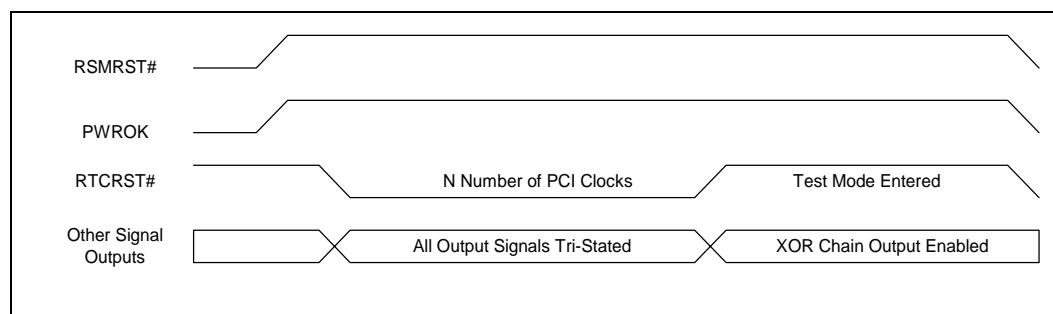 RSMRST#
PWROK
RTCRST#
N Number of PCI Clocks
Test Mode Entered
Other Signal
Outputs
All Output Signals Tri-Stated
XOR Chain Output Enabled